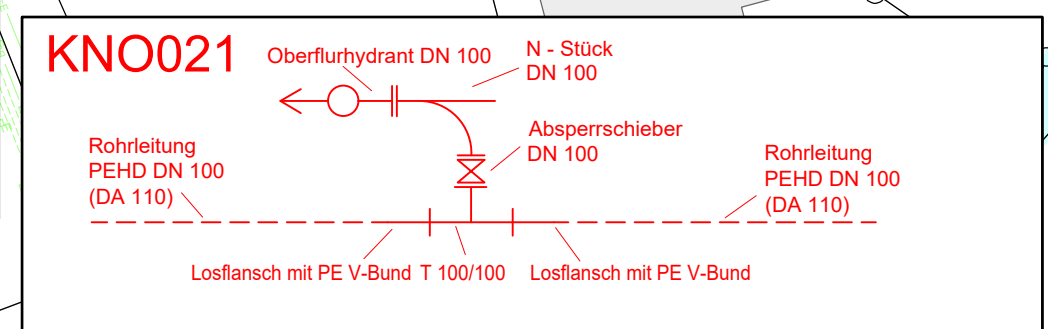 KNO021
Oberflurhydrant DN 100
N - Stück
DN 100
Absperrschieber
DN 100
Rohrleitung
PEHD DN 100
(DA 110)
Rohrleitung
PEHD DN 100
(DA 110)
Losflansch mit PE V-Bund
T 100/100
Losflansch mit PE V-Bund